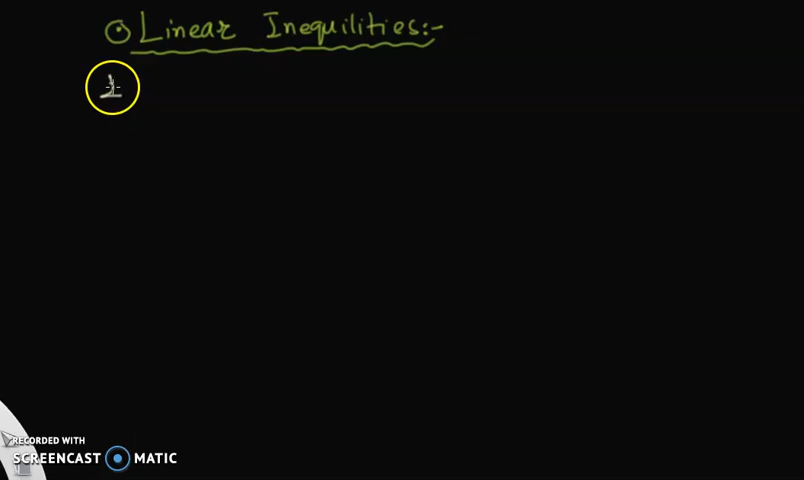 ⊙ Linear Inequilities:-
1
RECORDED WITH
SCREENCAST MATIC